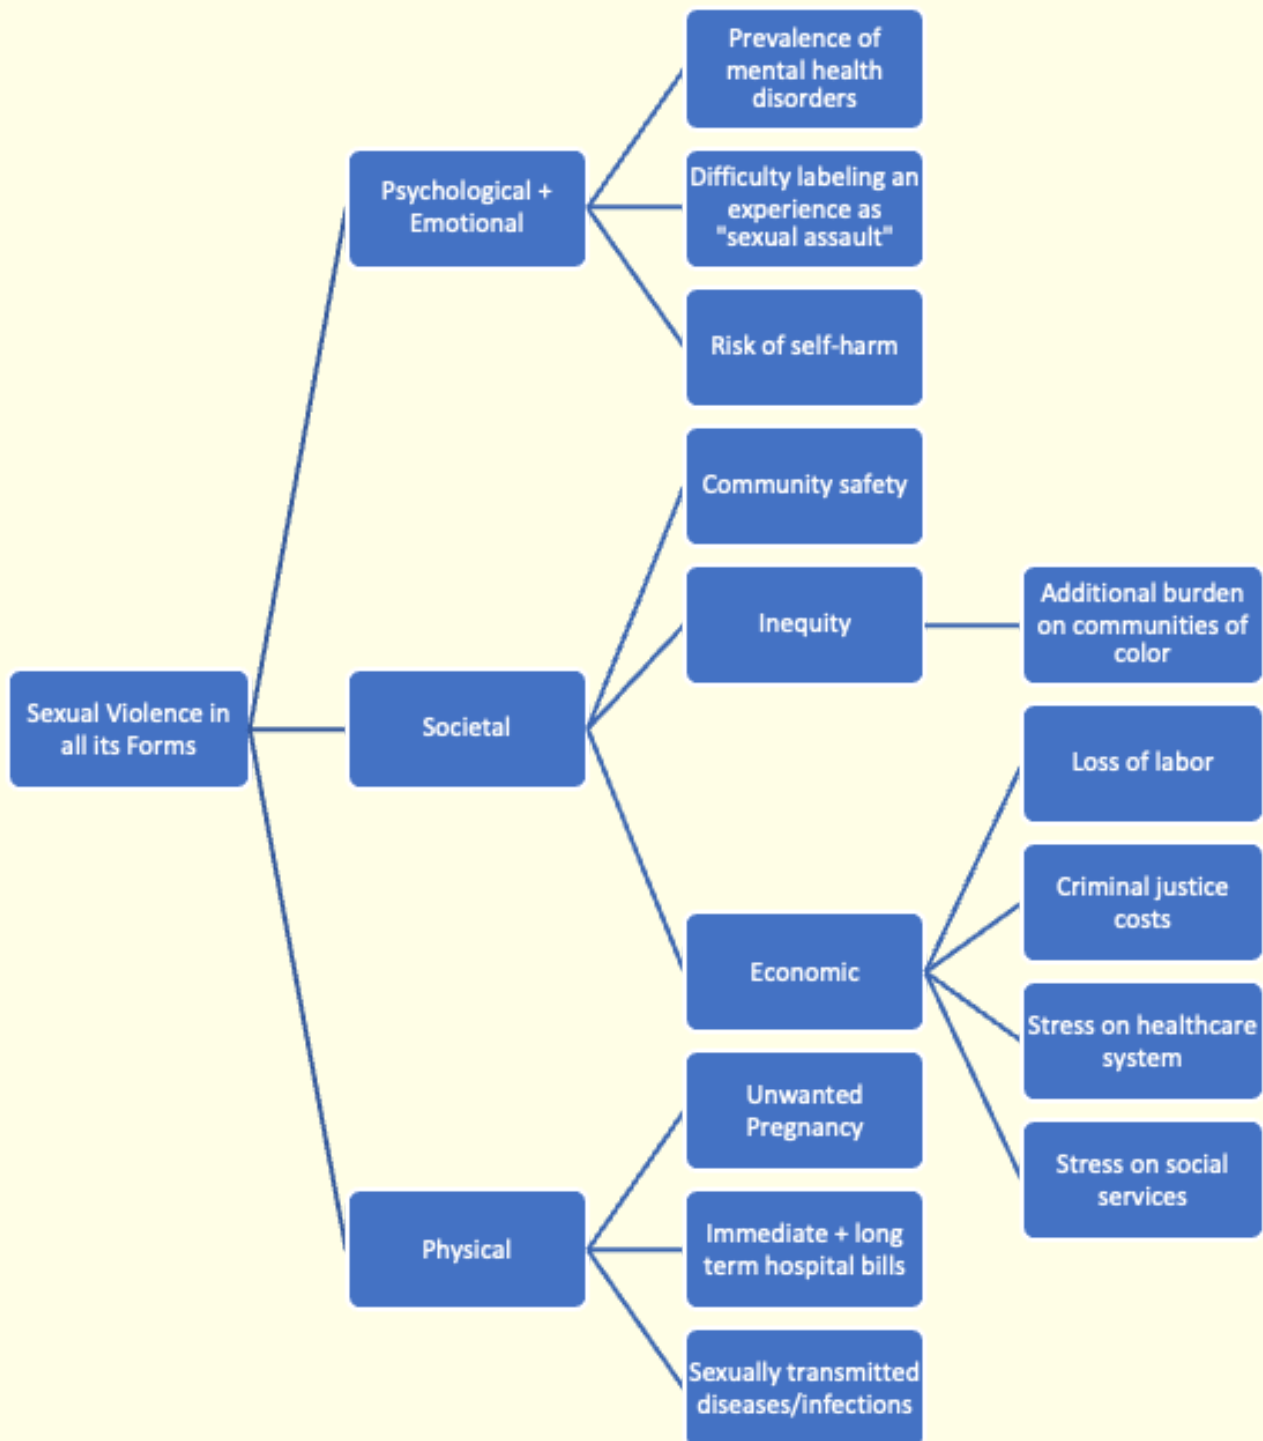 Prevalence of
mental health
disorders
Psychological +
Emotional
Difficulty labeling an
experience as
"sexual assault"
Risk of self-harm
Community safety
Inequity
Additional burden
on communities of
color
Sexual Violence in
all its Forms
Societal
Loss of labor
Criminal justice
costs
Economic
Stress on healthcare
system
Unwanted
Pregnancy
Stress on social
services
Physical
Immediate + long
term hospital bills
Sexually transmitted
diseases/infections